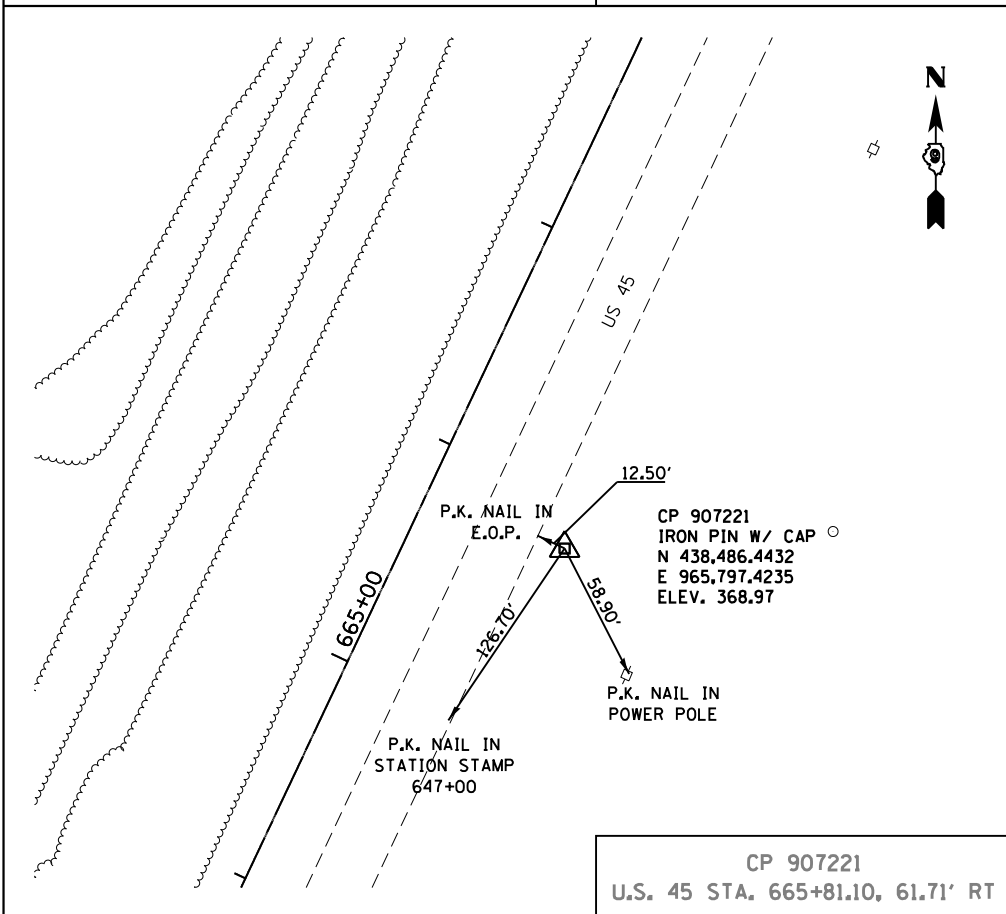 N
9
US 45
12.50'
P.K. NAIL IN
E.O.P.
CP 907221
IRON PIN W/ CAP
N 438,486.4432
E 965,797.4235
ELEV. 368.97
665+00
58.90'
126.70'
P.K. NAIL IN
POWER POLE
P.K. NAIL IN
STATION STAMP
647+00
CP 907221
U.S. 45 STA. 665+81.10, 61.71' RT